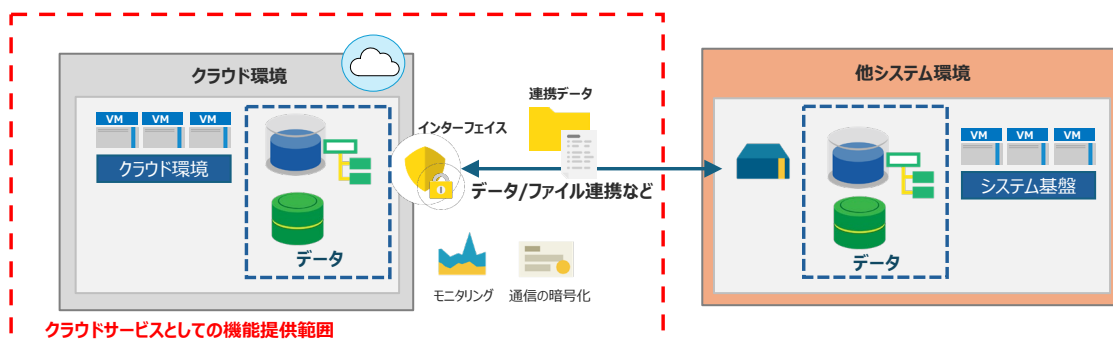 クラウド環境
VM VM VM
クラウド環境
データ
インターフェイス
連携データ
データ/ファイル連携など
モニタリング
通信の暗号化
クラウドサービスとしての機能提供範囲
他システム環境
データ
VM VM VM
システム基盤